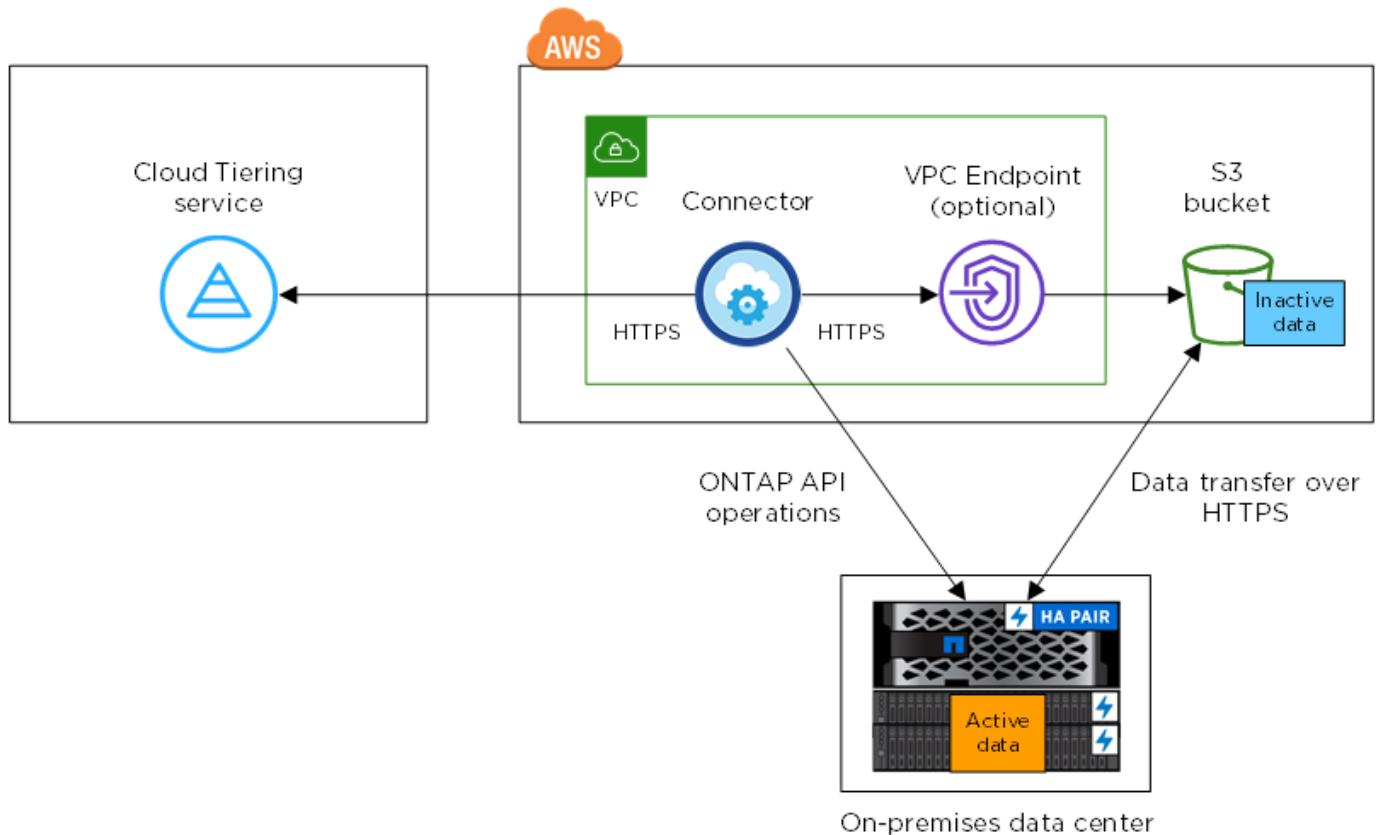 AWS
Cloud Tiering
service
VPC
Connector
VPC Endpoint
(optional)
S3
bucket
Inactive
data
HTTPS
HTTPS
ONTAP API
operations
Data transfer over
HTTPS
HA PAIR
Active
data
On-premises data center